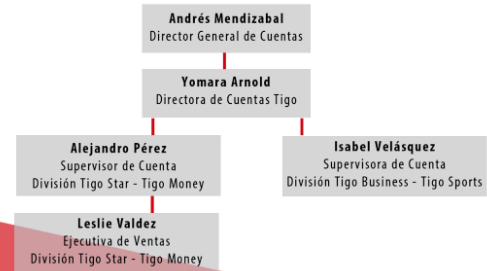 Andrés Mendizabal
Director General de Cuentas
Yomara Arnold
Directora de Cuentas Tigo
Alejandro Pérez
Supervisor de Cuenta
División Tigo Star - Tigo Money
Isabel Velásquez
Supervisora de Cuenta
División Tigo Business - Tigo Sports
Leslie Valdez
Ejecutiva de Ventas
División Tigo Star - Tigo Money